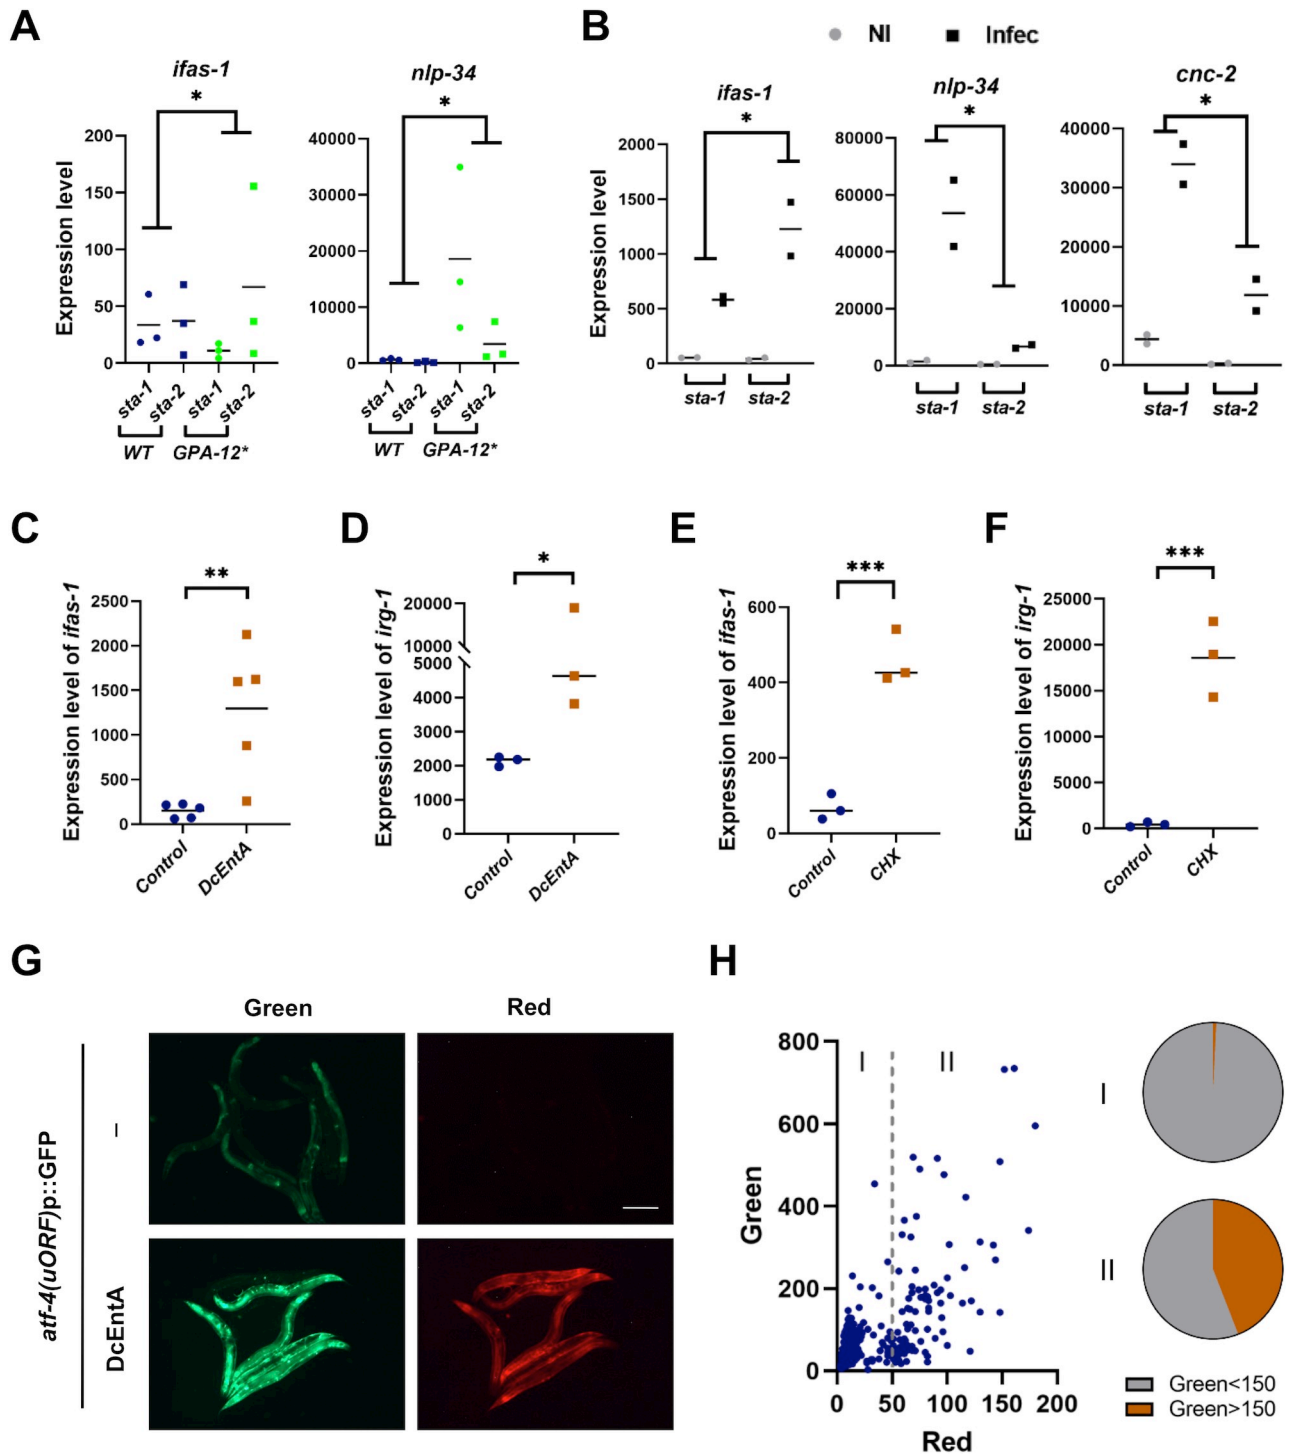 A
ifas-1
*
Expression level
200
150
100
50
0
sta-1
sta-2
sta-1
sta-2
WT
GPA-12*
nlp-34
*
40000
30000
20000
10000
0
sta-1
sta-2
sta-1
sta-2
WT
GPA-12*
B
NI
Infec
ifas-1
*
Expression level
2000
1500
1000
500
0
sta-1
sta-2
nlp-34
*
80000
60000
40000
20000
0
sta-1
sta-2
cnc-2
*
40000
30000
20000
10000
0
sta-1
sta-2
C
**
Expression level of ifas-1
2500
2000
1500
1000
500
0
Control
DcEntA
D
*
Expression level of irg-1
20000
10000
5000
4000
3000
2000
1000
0
Control
DcEntA
E
***
Expression level of ifas-1
600
400
200
0
Control
CHX
F
***
Expression level of irg-1
25000
20000
15000
10000
5000
0
Control
CHX
G
Green
Red
atf-4(uORF)p::GFP
–
DcEntA
H
Green
800
600
400
200
0
I
II
0
50
100
150
200
Red
I
II
Green<150
Green>150